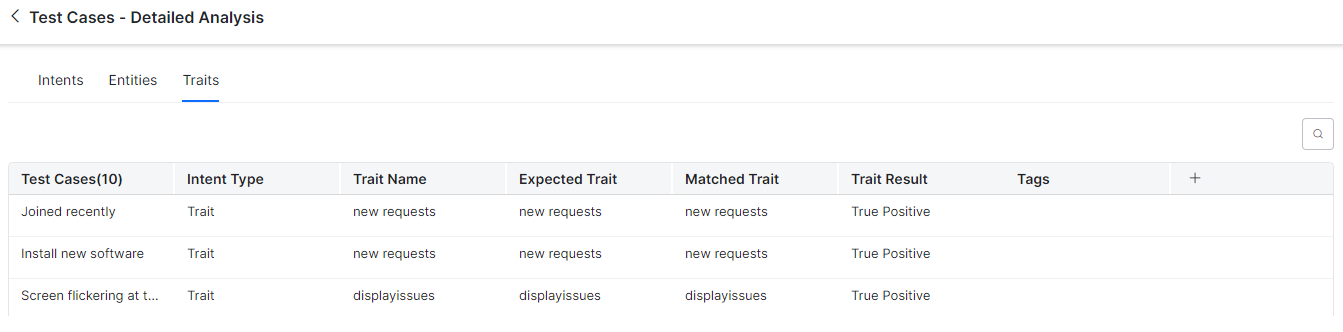 Test Cases - Detailed Analysis
Intents Entities Traits
Test Cases(10) Intent Type Trait Name Expected Trait Matched Trait Trait Result Tags +
Joined recently Trait new requests new requests new requests True Positive
Install new software Trait new requests new requests new requests True Positive
Screen flickering at t... Trait displayissues displayissues displayissues True Positive